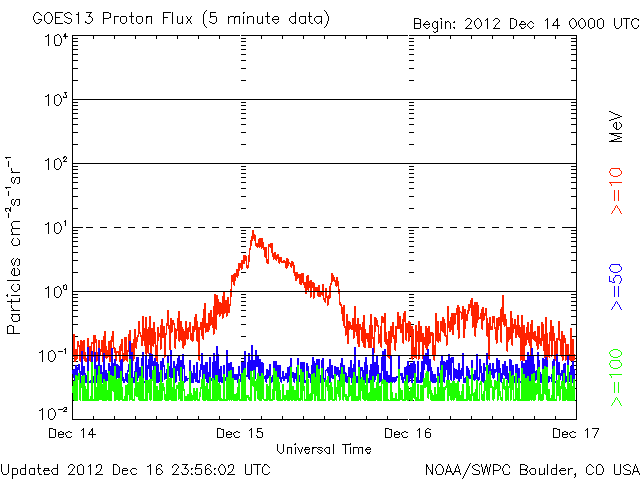 GOES13 Proton Flux (5 minute data)
Begin: 2012 Dec 14 0000 UTC
10⁴
10³
10²
10¹
10⁰
10⁻¹
10⁻²
Particles cm⁻²s⁻¹sr⁻¹
MeV
>=10
>=50
>=100
Dec 14
Dec 15
Dec 16
Dec 17
Universal Time
Updated 2012 Dec 16 23:56:02 UTC
NOAA/SWPC Boulder, CO USA